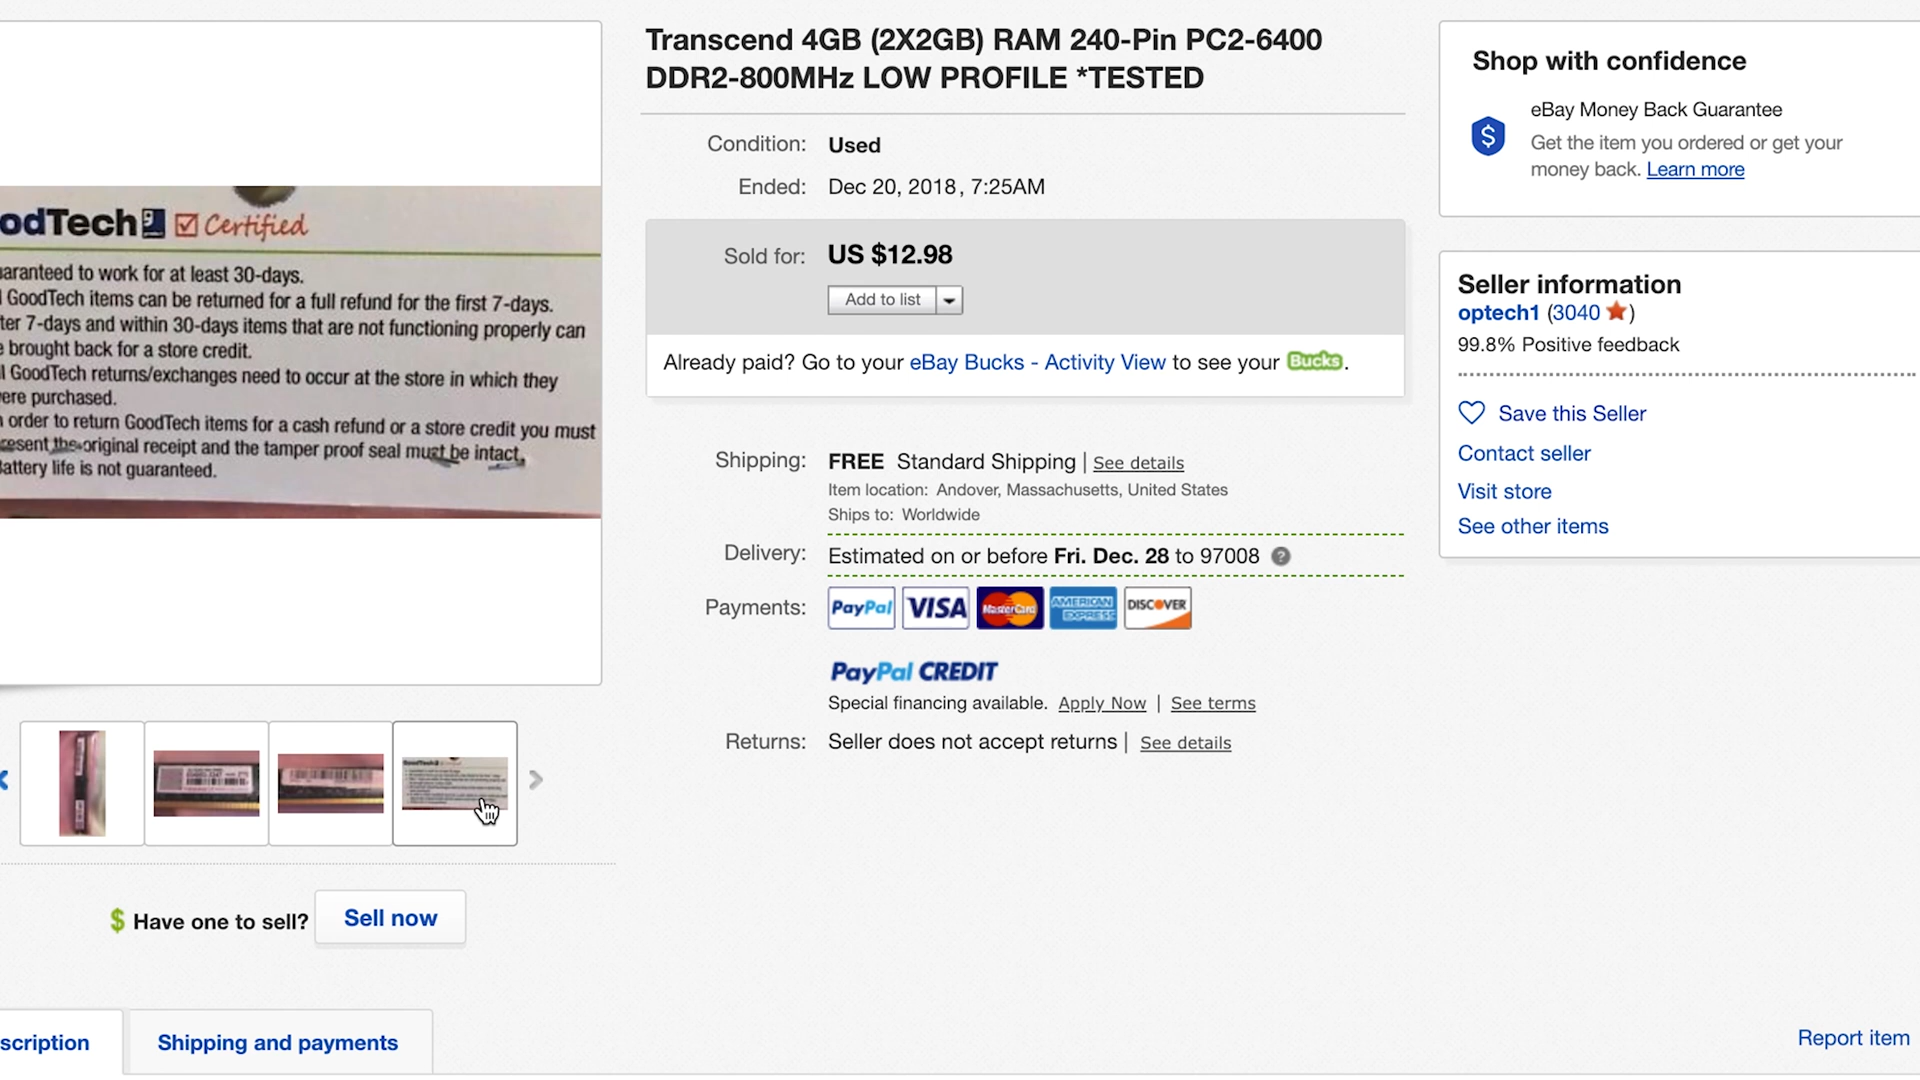 Transcend 4GB (2X2GB) RAM 240-Pin PC2-6400
DDR2-800MHz LOW PROFILE *TESTED
Condition: Used
Ended: Dec 20, 2018, 7:25AM
Sold for: US $12.98
Add to list
Already paid? Go to your eBay Bucks - Activity View to see your Bucks.
Shipping: FREE Standard Shipping | See details
Item location: Andover, Massachusetts, United States
Ships to: Worldwide
Delivery: Estimated on or before Fri. Dec. 28 to 97008 ?
Payments: PayPal VISA MasterCard AMERICAN EXPRESS DISCOVER
PayPal CREDIT
Special financing available. Apply Now | See terms
Returns: Seller does not accept returns | See details
Shop with confidence
$
eBay Money Back Guarantee
Get the item you ordered or get your
money back. Learn more
Seller information
optech1 (3040)
99.8% Positive feedback
Save this Seller
Contact seller
Visit store
See other items
odTech Certified
aranteed to work for at least 30-days.
l GoodTech items can be returned for a full refund for the first 7-days.
ter 7-days and within 30-days items that are not functioning properly can
e brought back for a store credit.
l GoodTech returns/exchanges need to occur at the store in which they
ere purchased.
order to return GoodTech items for a cash refund or a store credit you must
esent the original receipt and the tamper proof seal must be intact.
attery life is not guaranteed.
$ Have one to sell? Sell now
scription
Shipping and payments
Report item